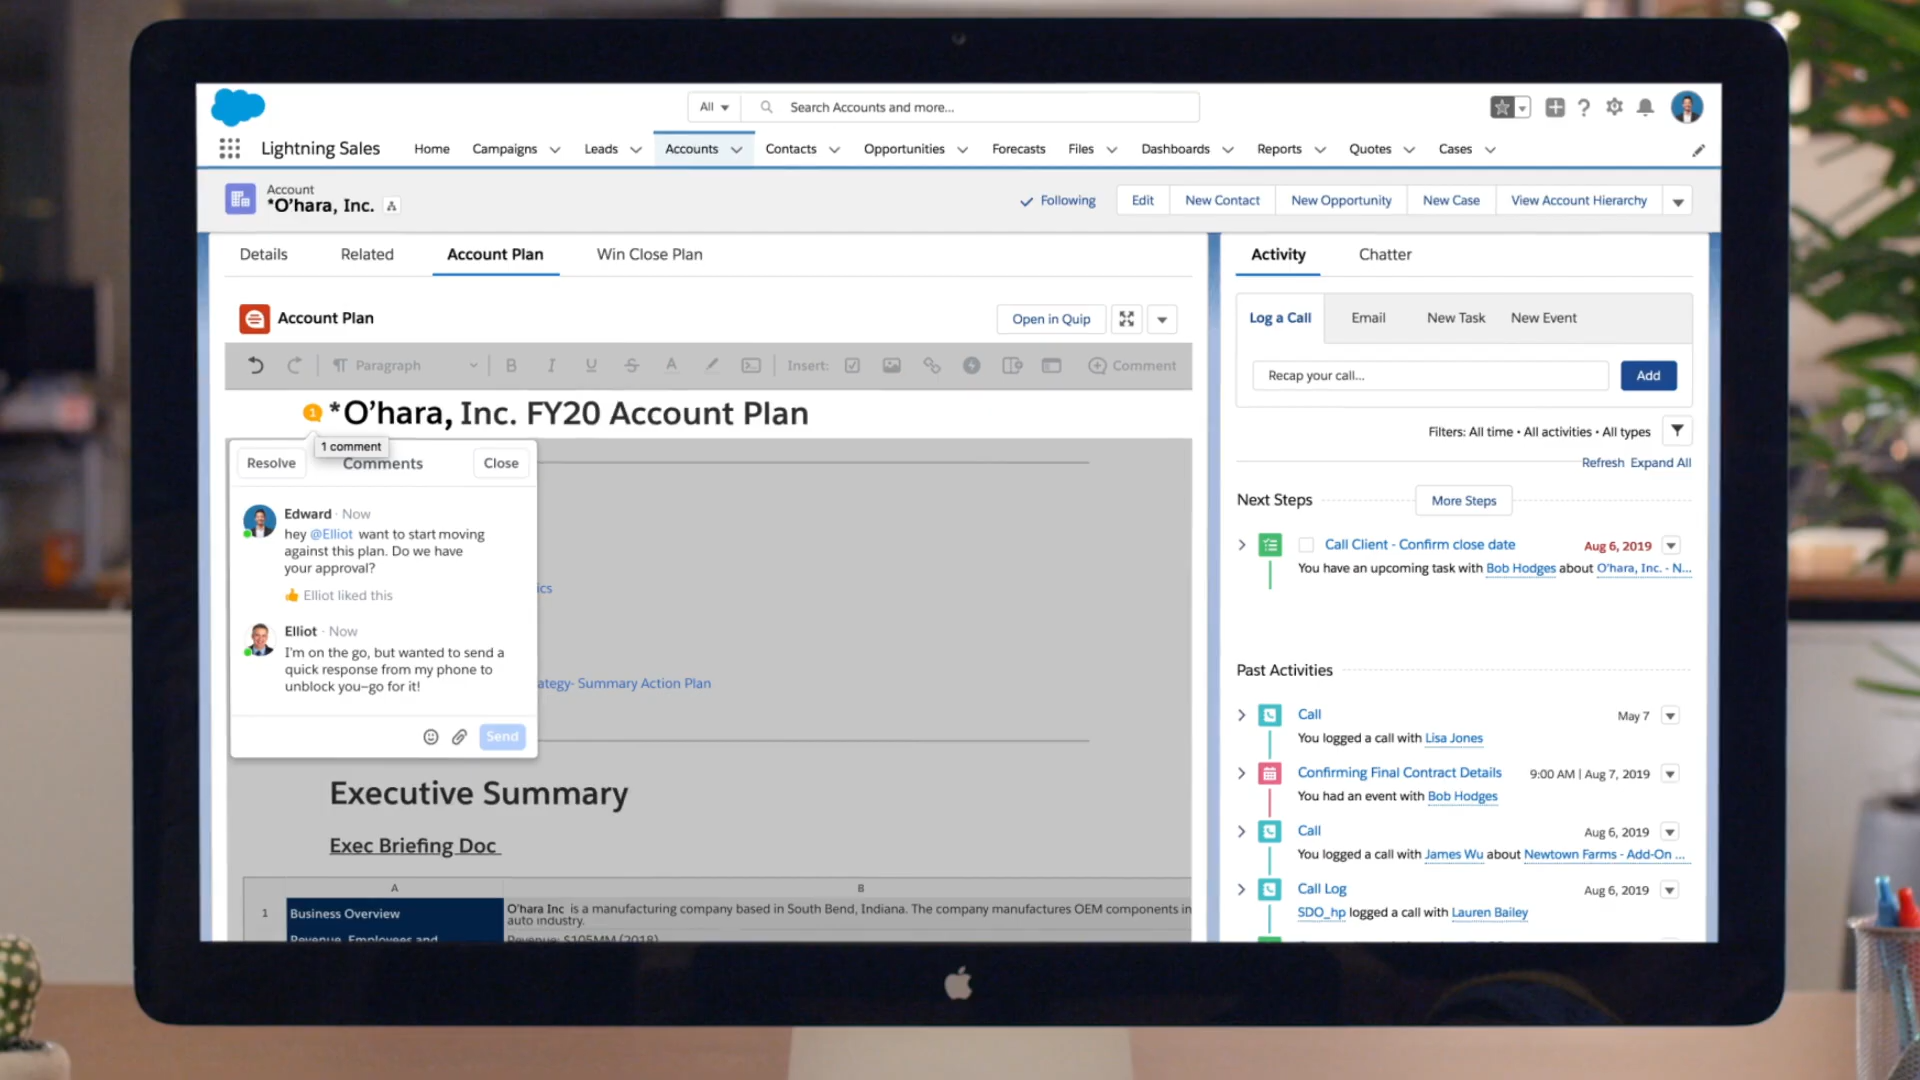 All
Search Accounts and more...
Lightning Sales
Home
Campaigns
Leads
Accounts
Contacts
Opportunities
Forecasts
Files
Dashboards
Reports
Quotes
Cases
Account
*O'hara, Inc.
Following
Edit
New Contact
New Opportunity
New Case
View Account Hierarchy
Details
Related
Account Plan
Win Close Plan
Account Plan
Open in Quip
Paragraph
Insert:
Comment
1
*O'hara, Inc. FY20 Account Plan
1 comment
Resolve
Comments
Close
Edward · Now
hey @Elliot want to start moving
against this plan. Do we have
your approval?
Elliot liked this
Elliot · Now
I'm on the go, but wanted to send a
quick response from my phone to
unblock you–go for it!
Send
ics
ategy- Summary Action Plan
Executive Summary
Exec Briefing Doc
A
B
1
Business Overview
O'hara Inc is a manufacturing company based in South Bend, Indiana. The company manufactures OEM components in
auto industry.
Revenue, Employees and
Revenue: $105MM (2018)
Activity
Chatter
Log a Call
Email
New Task
New Event
Recap your call...
Add
Filters: All time • All activities • All types
Refresh
Expand All
Next Steps
More Steps
Call Client - Confirm close date
Aug 6, 2019
You have an upcoming task with Bob Hodges about O'hara, Inc. - N...
Past Activities
Call
May 7
You logged a call with Lisa Jones
Confirming Final Contract Details
9:00 AM | Aug 7, 2019
You had an event with Bob Hodges
Call
Aug 6, 2019
You logged a call with James Wu about Newtown Farms - Add-On ...
Call Log
Aug 6, 2019
SDO_hp logged a call with Lauren Bailey